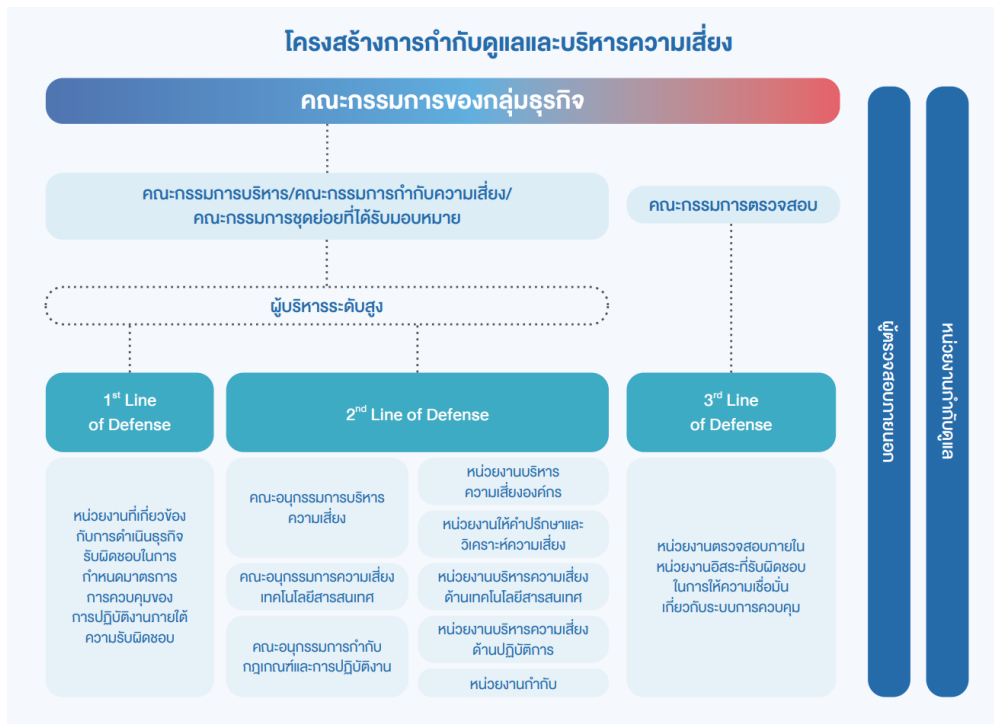 โครงสร้างการกำกับดูแลและบริหารความเสี่ยง
คณะกรรมการของกลุ่มธุรกิจ
คณะกรรมการบริหาร/คณะกรรมการกำกับความเสี่ยง/
คณะกรรมการชุดย่อยที่ได้รับมอบหมาย
คณะกรรมการตรวจสอบ
ผู้บริหารระดับสูง
1st Line
of Defense
2nd Line of Defense
3rd Line
of Defense
หน่วยงานที่เกี่ยวข้อง
กับการดำเนินธุรกิจ
รับผิดชอบในการ
กำหนดมาตรการ
การควบคุมของ
การปฏิบัติงานภายใต้
ความรับผิดชอบ
คณะอนุกรรมการบริหาร
ความเสี่ยง
คณะอนุกรรมการความเสี่ยง
เทคโนโลยีสารสนเทศ
คณะอนุกรรมการกำกับ
กฎเกณฑ์และการปฏิบัติงาน
หน่วยงานบริหาร
ความเสี่ยงองค์กร
หน่วยงานให้คำปรึกษาและ
วิเคราะห์ความเสี่ยง
หน่วยงานบริหารความเสี่ยง
ด้านเทคโนโลยีสารสนเทศ
หน่วยงานบริหารความเสี่ยง
ด้านปฏิบัติการ
หน่วยงานกำกับ
หน่วยงานตรวจสอบภายใน
หน่วยงานอิสระที่รับผิดชอบ
ในการให้ความเชื่อมั่น
เกี่ยวกับระบบการควบคุม
ผู้ตรวจสอบภายนอก
หน่วยงานกำกับดูแล